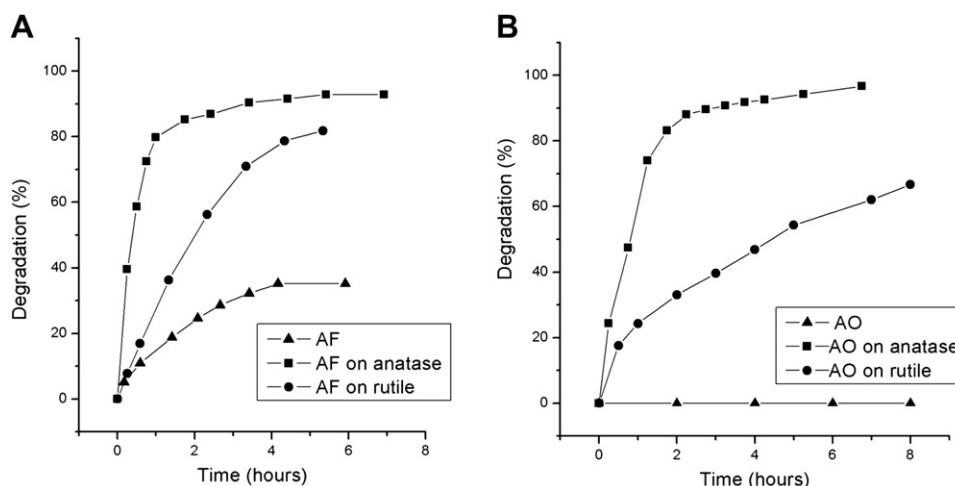 A
100
80
60
40
20
0
Degradation (%)
AF
AF on anatase
AF on rutile
0 2 4 6 8
Time (hours)
B
100
80
60
40
20
0
Degradation (%)
AO
AO on anatase
AO on rutile
0 2 4 6 8
Time (hours)